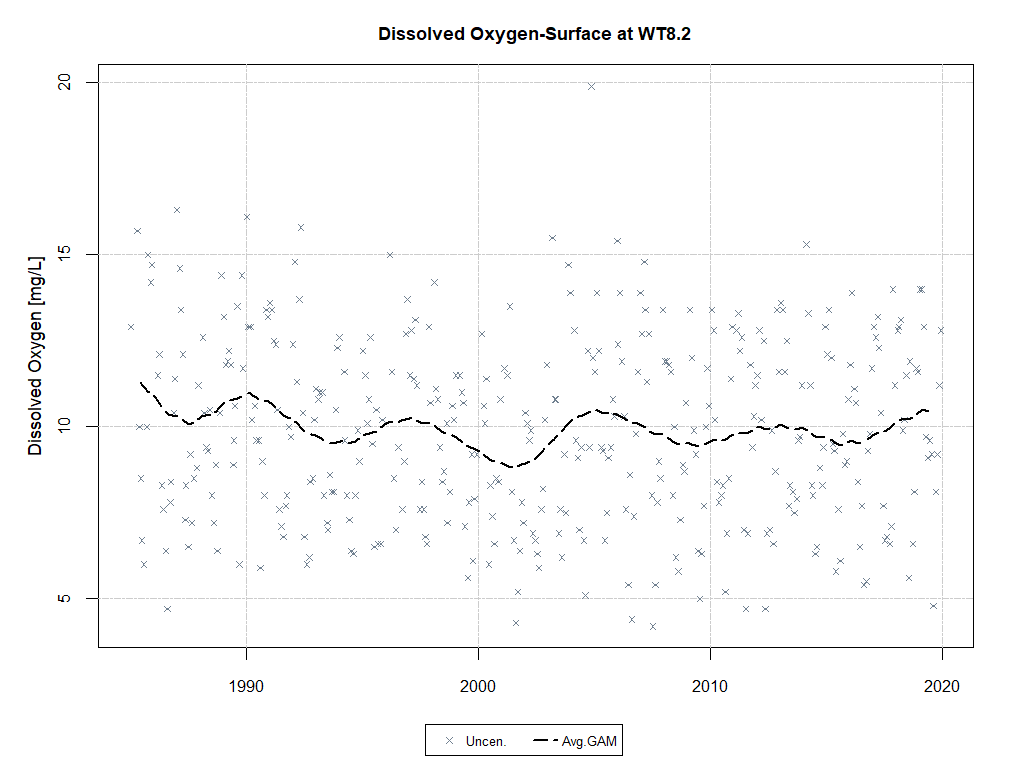 Dissolved Oxygen-Surface at WT8.2
Dissolved Oxygen [mg/L]
20
15
10
5
1990 2000 2010 2020
Uncen. Avg.GAM